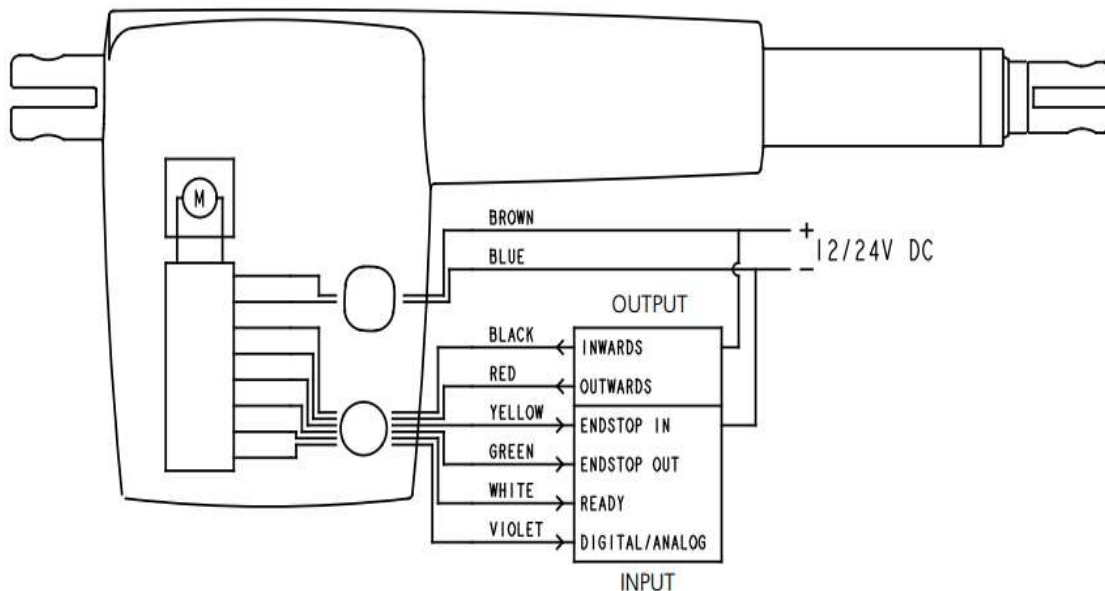 M
BROWN
+
12/24V DC
BLUE
-
OUTPUT
BLACK
INWARDS
RED
OUTWARDS
YELLOW
ENDSTOP IN
GREEN
ENDSTOP OUT
WHITE
READY
VIOLET
DIGITAL/ANALOG
INPUT